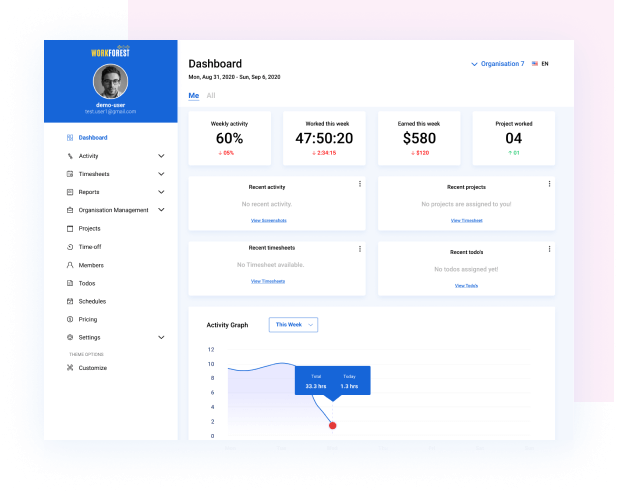 WORKFOREST
demo-user
test.user1@gmail.com
Dashboard
Activity
Timesheets
Reports
Organisation Management
Projects
Time-off
Members
Todos
Schedules
Pricing
Settings
THEME OPTIONS
Customize
Dashboard
Mon, Aug 31, 2020 - Sun, Sep 6, 2020
Organisation 7
EN
Me All
Weekly activity
60%
↓ 05%
Worked this week
47:50:20
↓ 2:34:15
Earned this week
$580
↓ $120
Project worked
04
↑ 01
Recent activity
No recent activity.
View Screenshots
Recent projects
No projects are assigned to you!
View Timesheet
Recent timesheets
No Timesheet available.
View Timesheets
Recent todo's
No todos assigned yet!
View Todo's
Activity Graph
This Week
12
10
8
6
4
2
0
Total Today
33.3 hrs 1.3 hrs